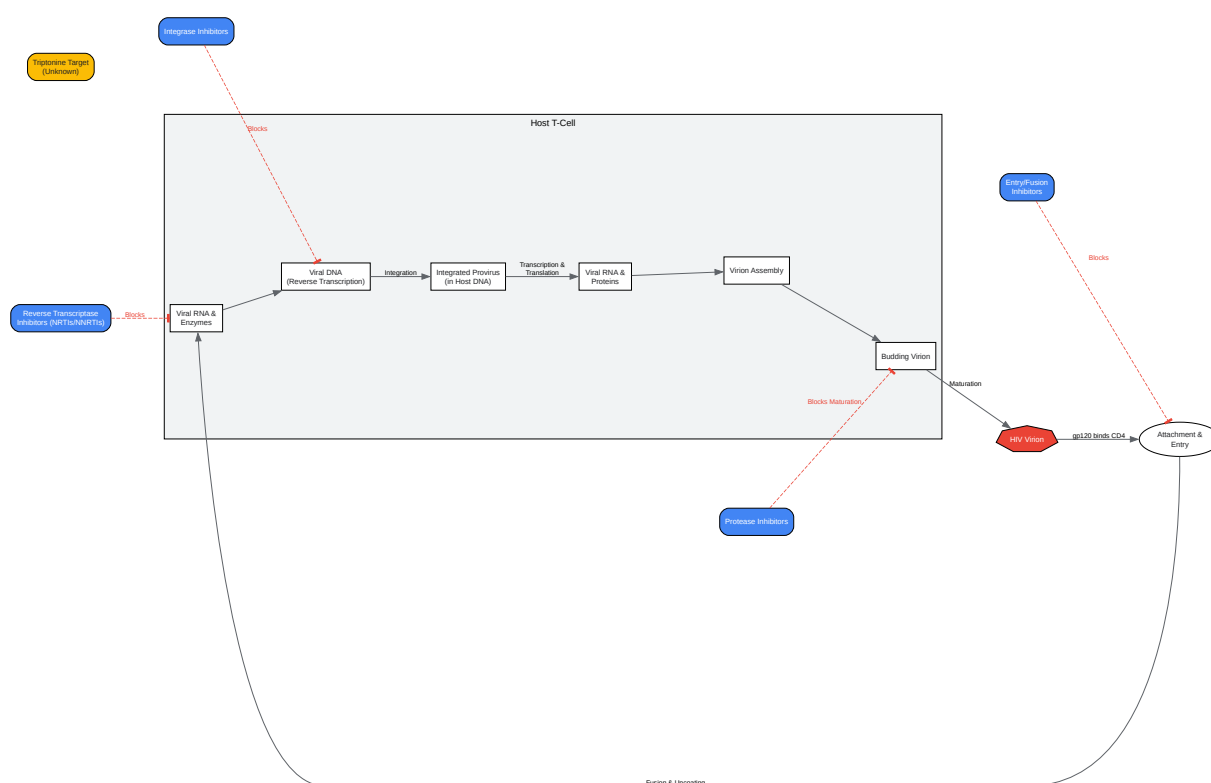 Integrase Inhibitors
Triptonine Target
(Unknown)
Host T-Cell
Blocks
Entry/Fusion
Inhibitors
Blocks
Viral DNA
(Reverse Transcription)
Integration
Integrated Provirus
(in Host DNA)
Transcription &
Translation
Viral RNA &
Proteins
Virion Assembly
Reverse Transcriptase
Inhibitors (NRTIs/NNRTIs)
Blocks
Viral RNA &
Enzymes
Budding Virion
Maturation
Blocks Maturation
HIV Virion
gp120 binds CD4
Attachment &
Entry
Protease Inhibitors
Fusion & Uncoating